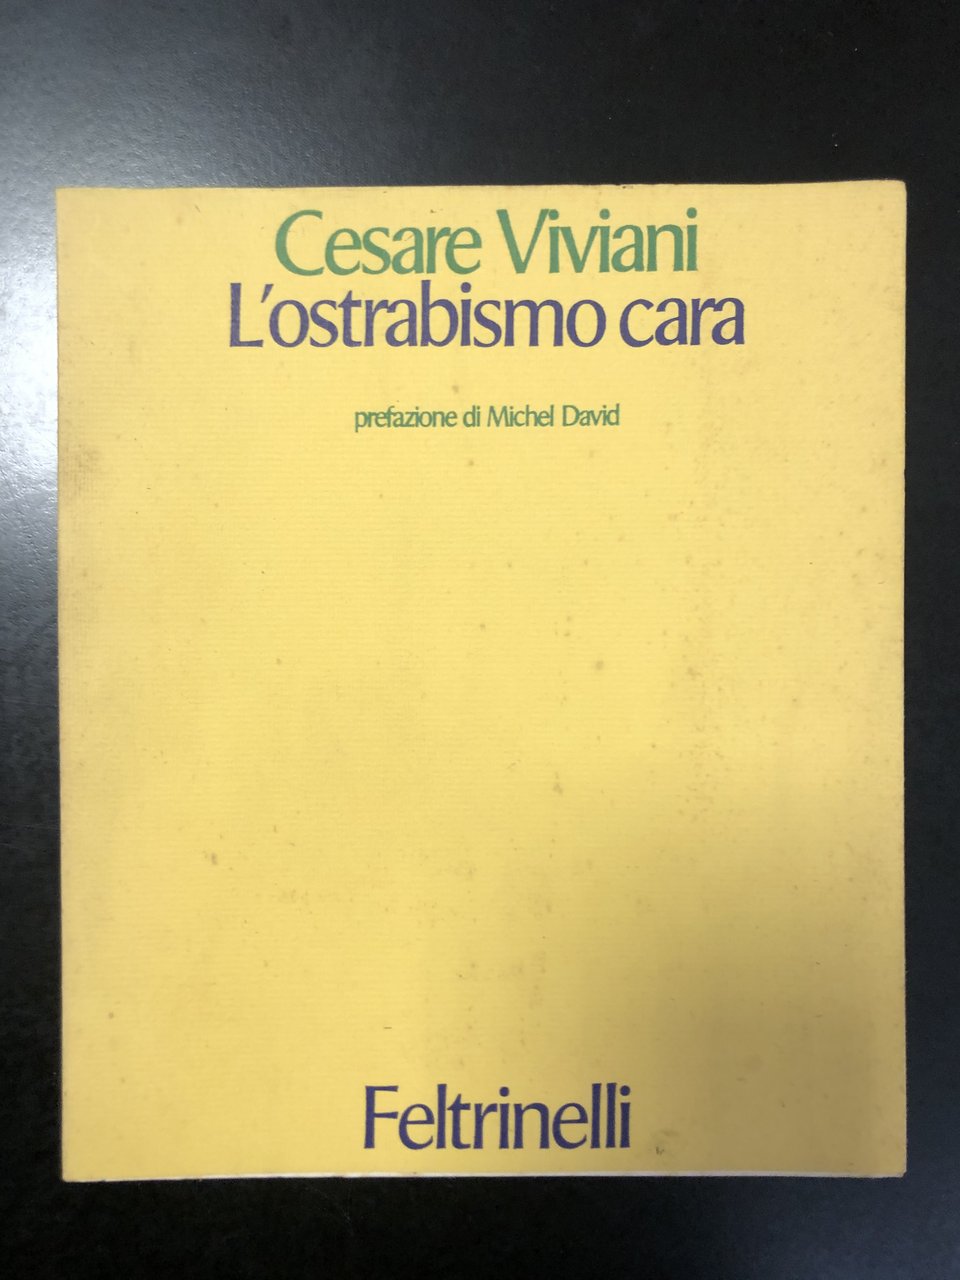 Cesare Viviani
L'ostrabismo cara
prefazione di Michel David
Feltrinelli